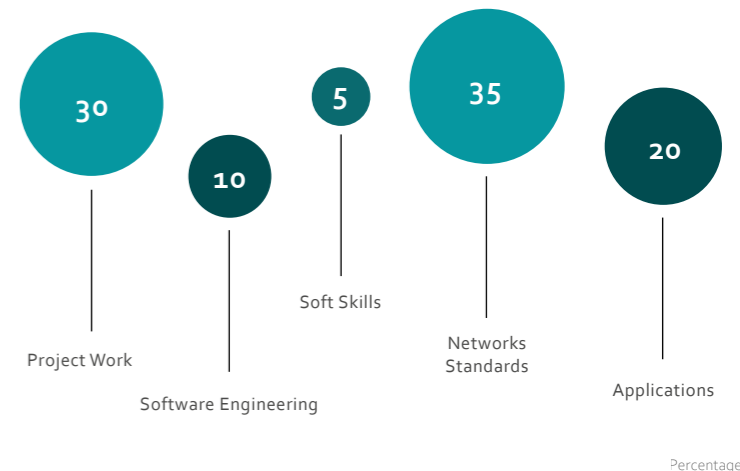 30
10
5
35
20
Project Work
Software Engineering
Soft Skills
Networks
Standards
Applications
Percentage